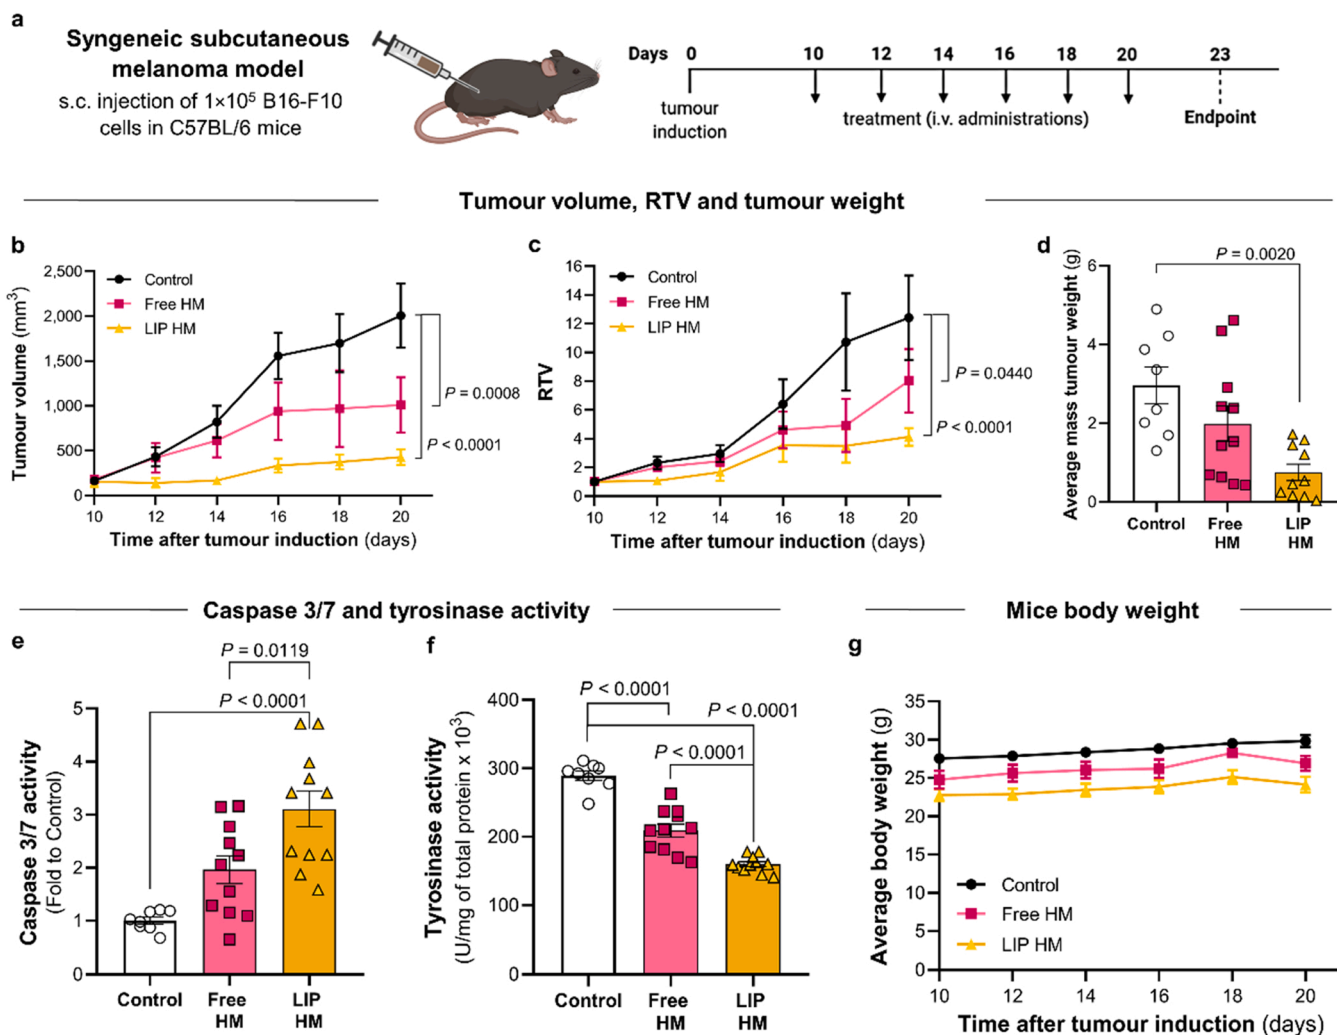 a
Syngeneic subcutaneous
melanoma model
s.c. injection of 1×10⁵ B16-F10
cells in C57BL/6 mice
Days 0 10 12 14 16 18 20 23
tumour
induction
treatment (i.v. administrations)
Endpoint
Tumour volume, RTV and tumour weight
b
Tumour volume (mm³)
2,500
2,000
1,500
1,000
500
0
Control
Free HM
LIP HM
P = 0.0008
P < 0.0001
10 12 14 16 18 20
Time after tumour induction (days)
c
RTV
16
14
12
10
8
6
4
2
0
Control
Free HM
LIP HM
P = 0.0440
P < 0.0001
10 12 14 16 18 20
Time after tumour induction (days)
d
Average mass tumour weight (g)
P = 0.0020
6
4
2
0
Control Free LIP
HM HM
Caspase 3/7 and tyrosinase activity
e
Caspase 3/7 activity
(Fold to Control)
P = 0.0119
P < 0.0001
5
4
3
2
1
0
Control Free LIP
HM HM
f
Tyrosinase activity
(U/mg of total protein x 10³)
P < 0.0001
P < 0.0001
P < 0.0001
400
300
200
100
0
Control Free LIP
HM HM
Mice body weight
g
Average body weight (g)
35
30
25
20
15
10
5
0
Control
Free HM
LIP HM
10 12 14 16 18 20
Time after tumour induction (days)